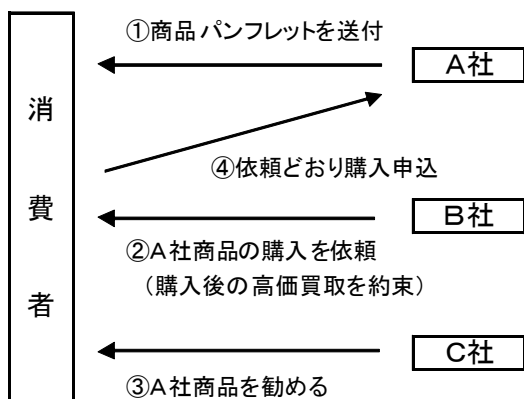 ①商品パンフレットを送付
A社
消費者
④依頼どおり購入申込
B社
②A社商品の購入を依頼
（購入後の高価買取を約束）
C社
③A社商品を勧める